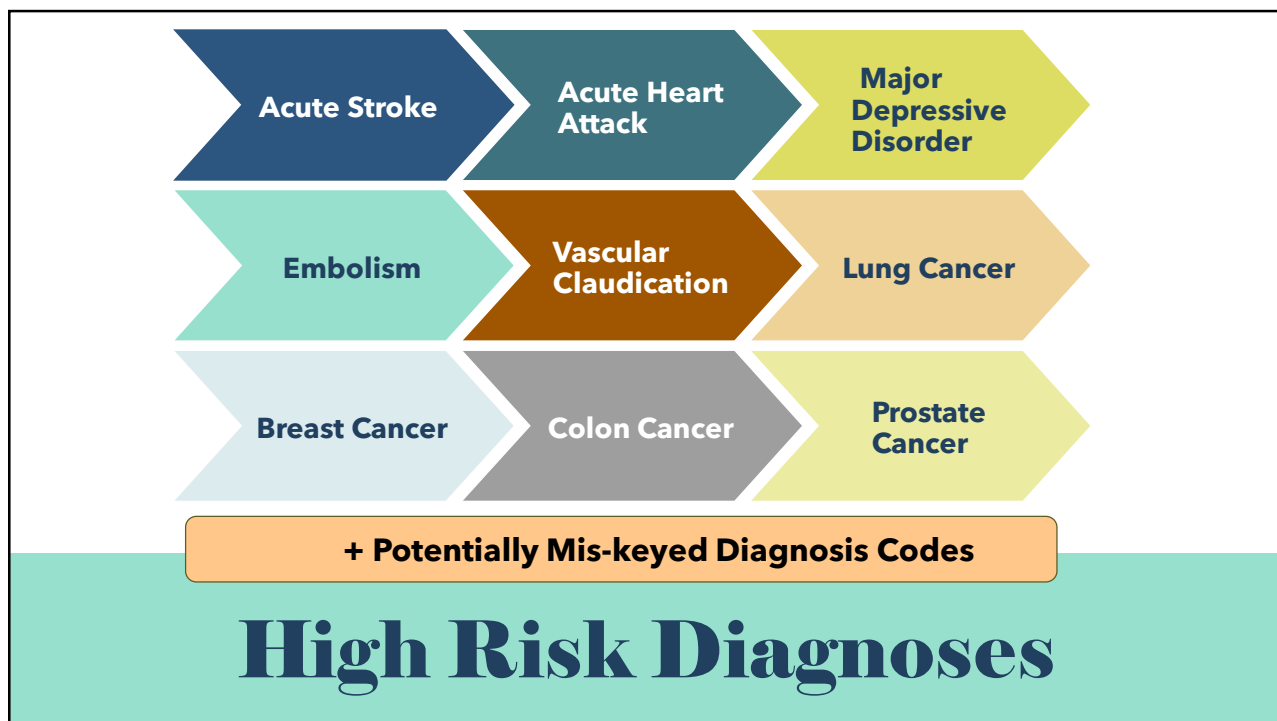 Acute Stroke
Acute Heart
Attack
Major
Depressive
Disorder
Embolism
Vascular
Claudication
Lung Cancer
Breast Cancer
Colon Cancer
Prostate
Cancer
+ Potentially Mis-keyed Diagnosis Codes
High Risk Diagnoses